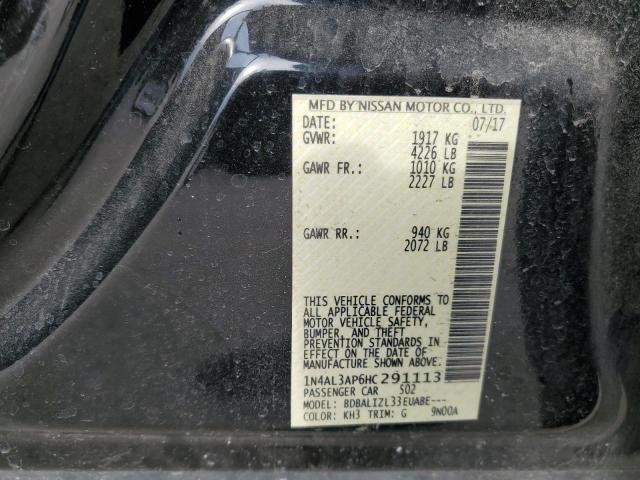 MFD BY NISSAN MOTOR CO., LTD.
DATE: 07/17
GVWR: 1917 KG
4226 LB
GAWR FR.: 1010 KG
2227 LB
GAWR RR.: 940 KG
2072 LB
THIS VEHICLE CONFORMS TO
ALL APPLICABLE FEDERAL
MOTOR VEHICLE SAFETY,
BUMPER, AND THEFT
PREVENTION STANDARDS
IN EFFECT ON THE DATE OF
MANUFACTURE SHOWN ABOVE.
1N4AL3AP6HC291113
PASSENGER CAR 502
MODEL: BDBALIZL33EUABE---
COLOR: KH3 TRIM: G 9N00A